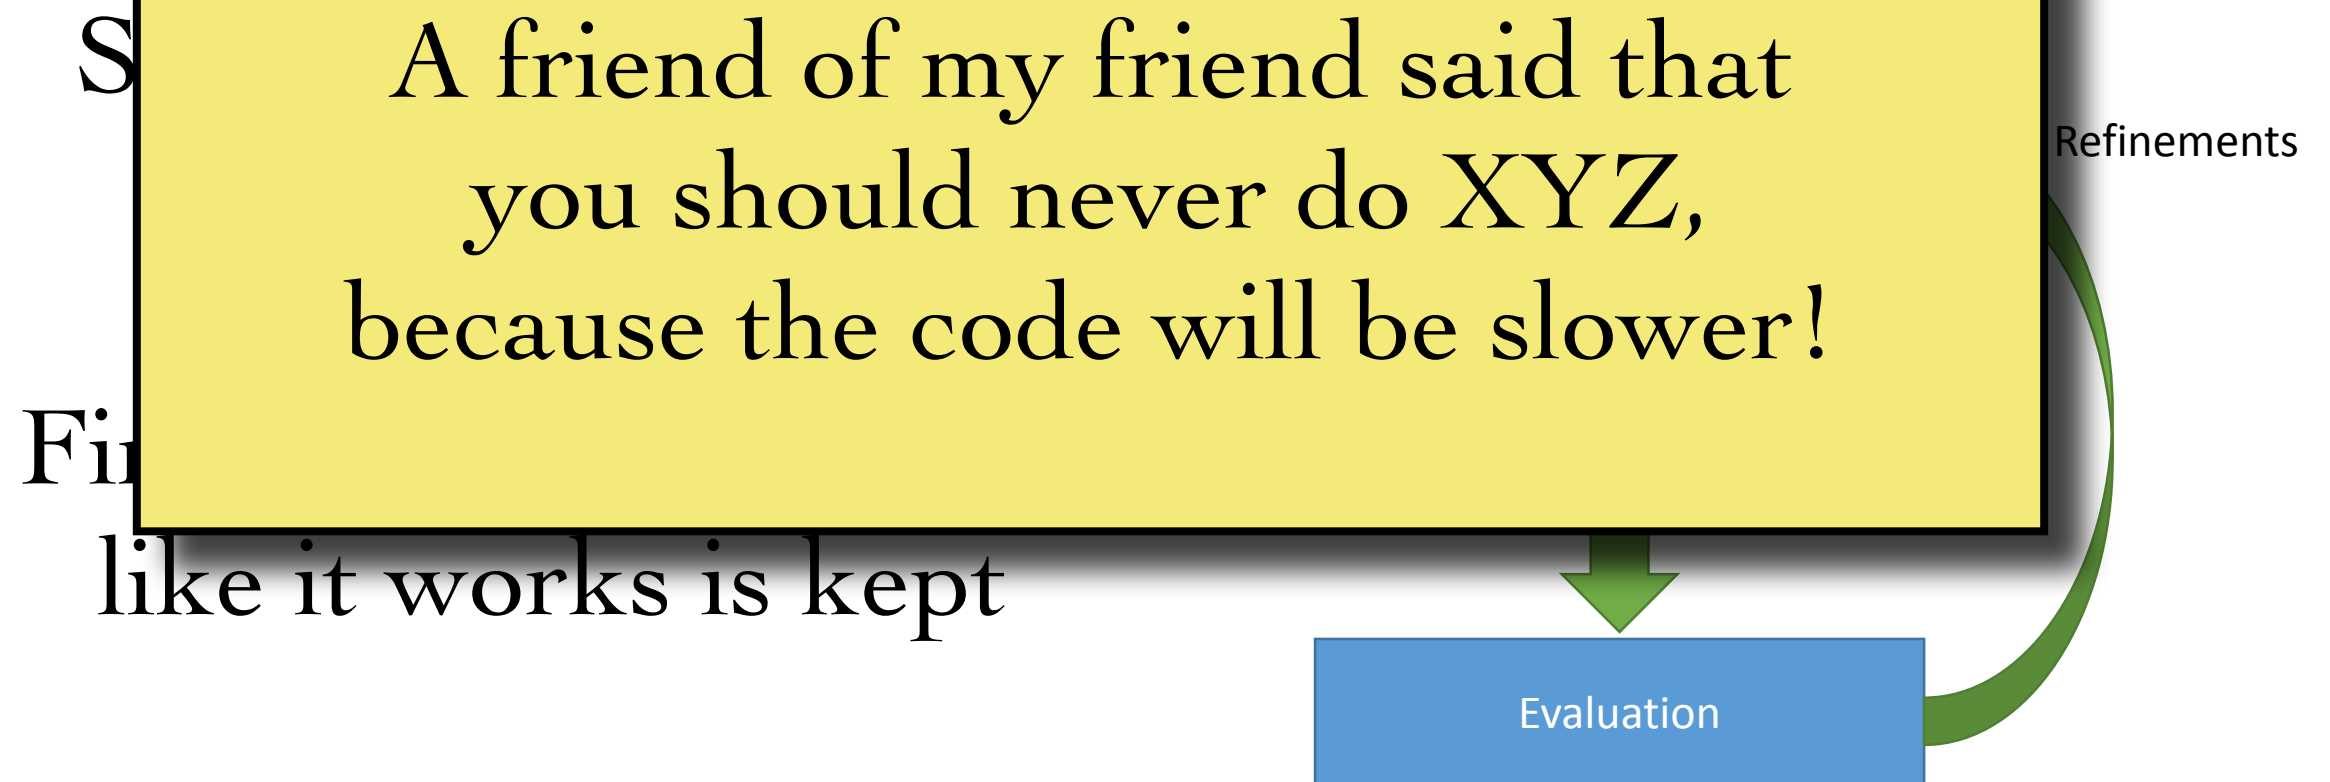 A friend of my friend said that
you should never do XYZ,
because the code will be slower!
Refinements
like it works is kept
Evaluation